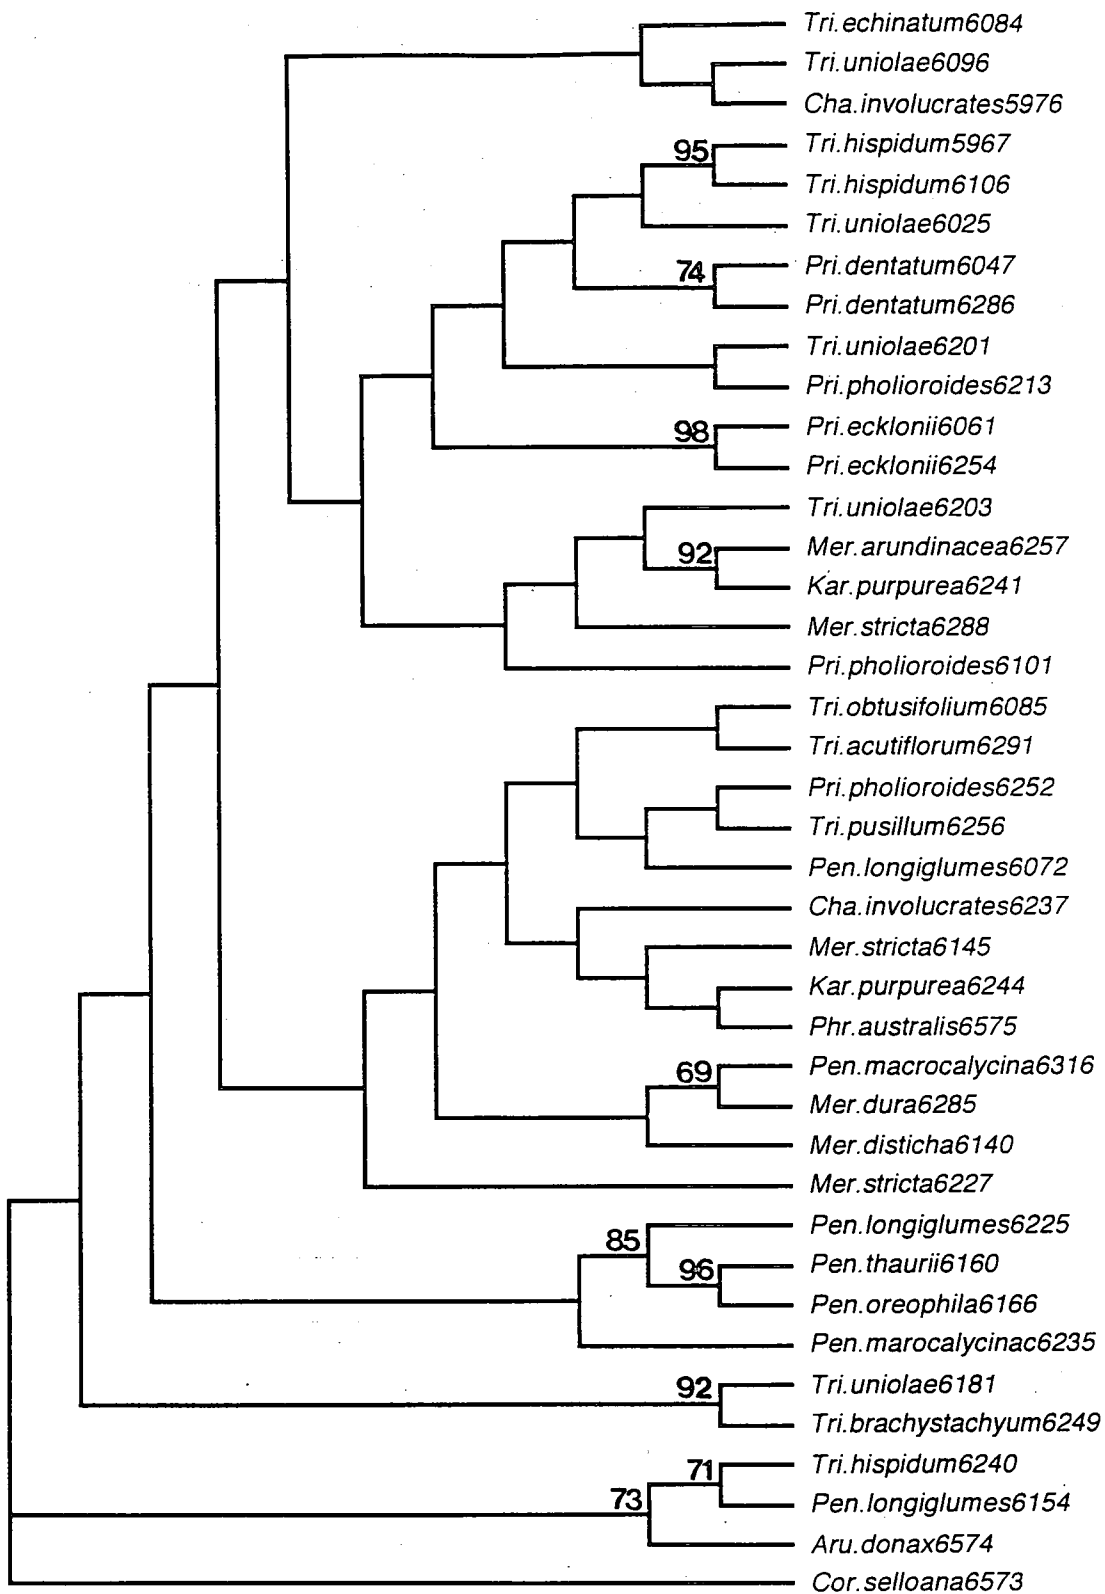 Tri.echinatum6084
Tri.uniolae6096
Cha.involucrates5976
95 Tri.hispidum5967
Tri.hispidum6106
Tri.uniolae6025
74 Pri.dentatum6047
Pri.dentatum6286
Tri.uniolae6201
Pri.pholioroides6213
98 Pri.ecklonii6061
Pri.ecklonii6254
Tri.uniolae6203
92 Mer.arundinacea6257
Kar.purpurea6241
Mer.stricta6288
Pri.pholioroides6101
Tri.obtusifolium6085
Tri.acutiflorum6291
Pri.pholioroides6252
Tri.pusillum6256
Pen.longiglumes6072
Cha.involucrates6237
Mer.stricta6145
Kar.purpurea6244
Phr.australis6575
69 Pen.macrocalycina6316
Mer.dura6285
Mer.disticha6140
Mer.stricta6227
Pen.longiglumes6225
85
96 Pen.thaurii6160
Pen.oreophila6166
Pen.marocalycinac6235
92 Tri.uniolae6181
Tri.brachystachyum6249
71 Tri.hispidum6240
73 Pen.longiglumes6154
Aru.donax6574
Cor.selloana6573